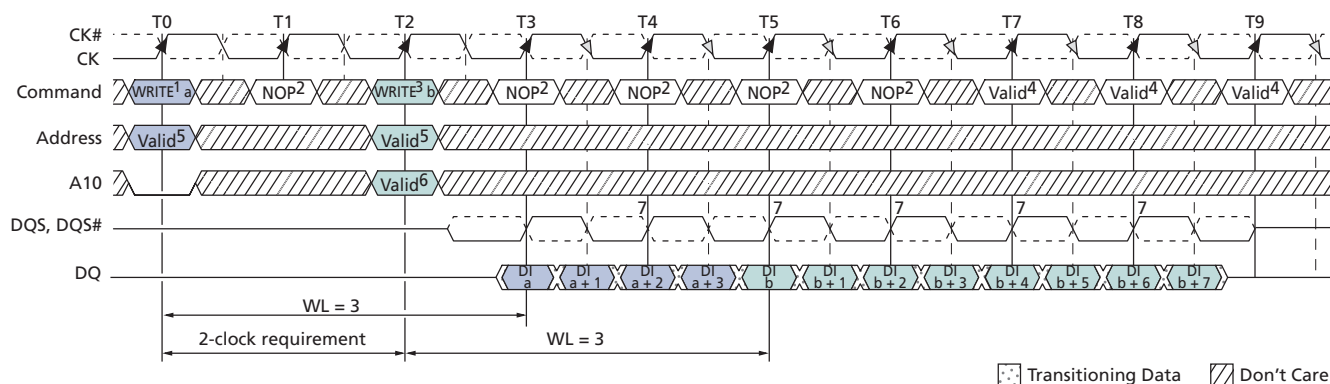 T0 T1 T2 T3 T4 T5 T6 T7 T8 T9
CK#
CK
Command WRITE1 a NOP2 WRITE3 b NOP2 NOP2 NOP2 NOP2 Valid4 Valid4 Valid4
Address Valid5 Valid5
A10 Valid6
7 7 7 7 7
DQS, DQS#
DQ DI a DI a + 1 DI a + 2 DI a + 3 DI b DI b + 1 DI b + 2 DI b + 3 DI b + 4 DI b + 5 DI b + 6 DI b + 7
WL = 3
2-clock requirement WL = 3
Transitioning Data Don't Care